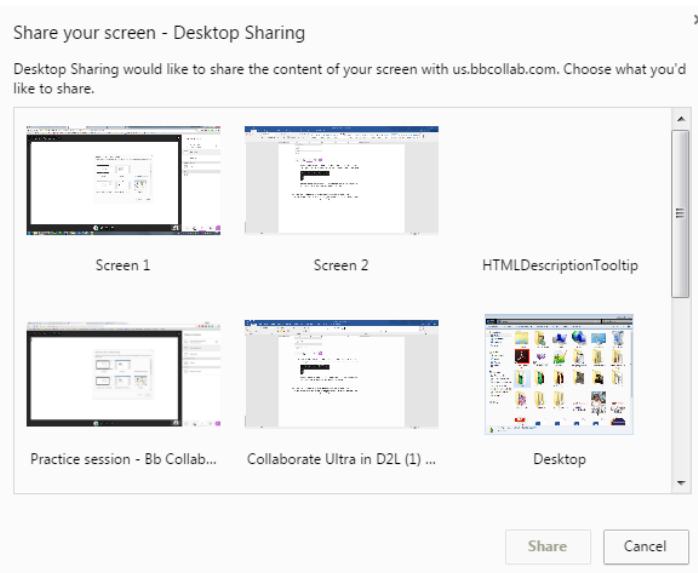 Share your screen - Desktop Sharing
Desktop Sharing would like to share the content of your screen with us.bbcollab.com. Choose what you'd
like to share.
Screen 1
Screen 2
HTMLDescriptionTooltip
Practice session - Bb Collab...
Collaborate Ultra in D2L (1) ...
Desktop
Share
Cancel